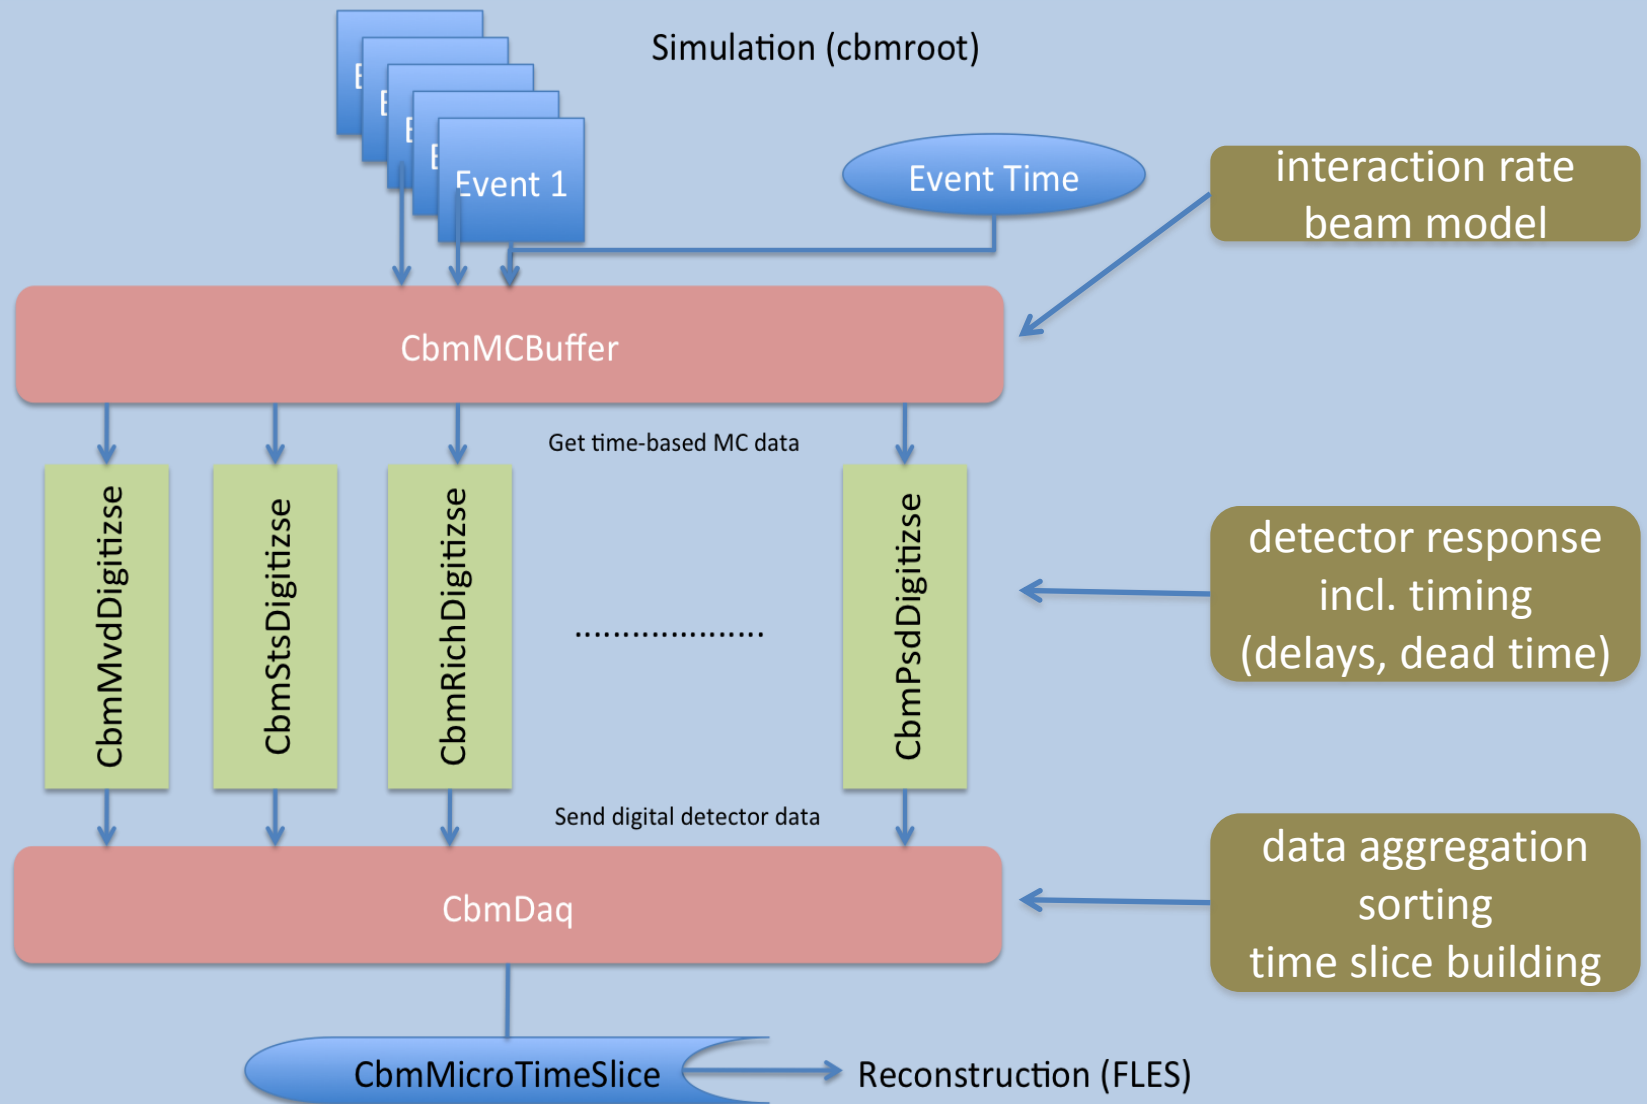 Simulation (cbmroot)
E
E
E
E
Event 1
Event Time
interaction rate
beam model
CbmMCBuffer
Get time-based MC data
CbmMvdDigitizse
CbmStsDigitizse
CbmRichDigitizse
...................
CbmPsdDigitizse
detector response
incl. timing
(delays, dead time)
Send digital detector data
CbmDaq
data aggregation
sorting
time slice building
CbmMicroTimeSlice
Reconstruction (FLES)